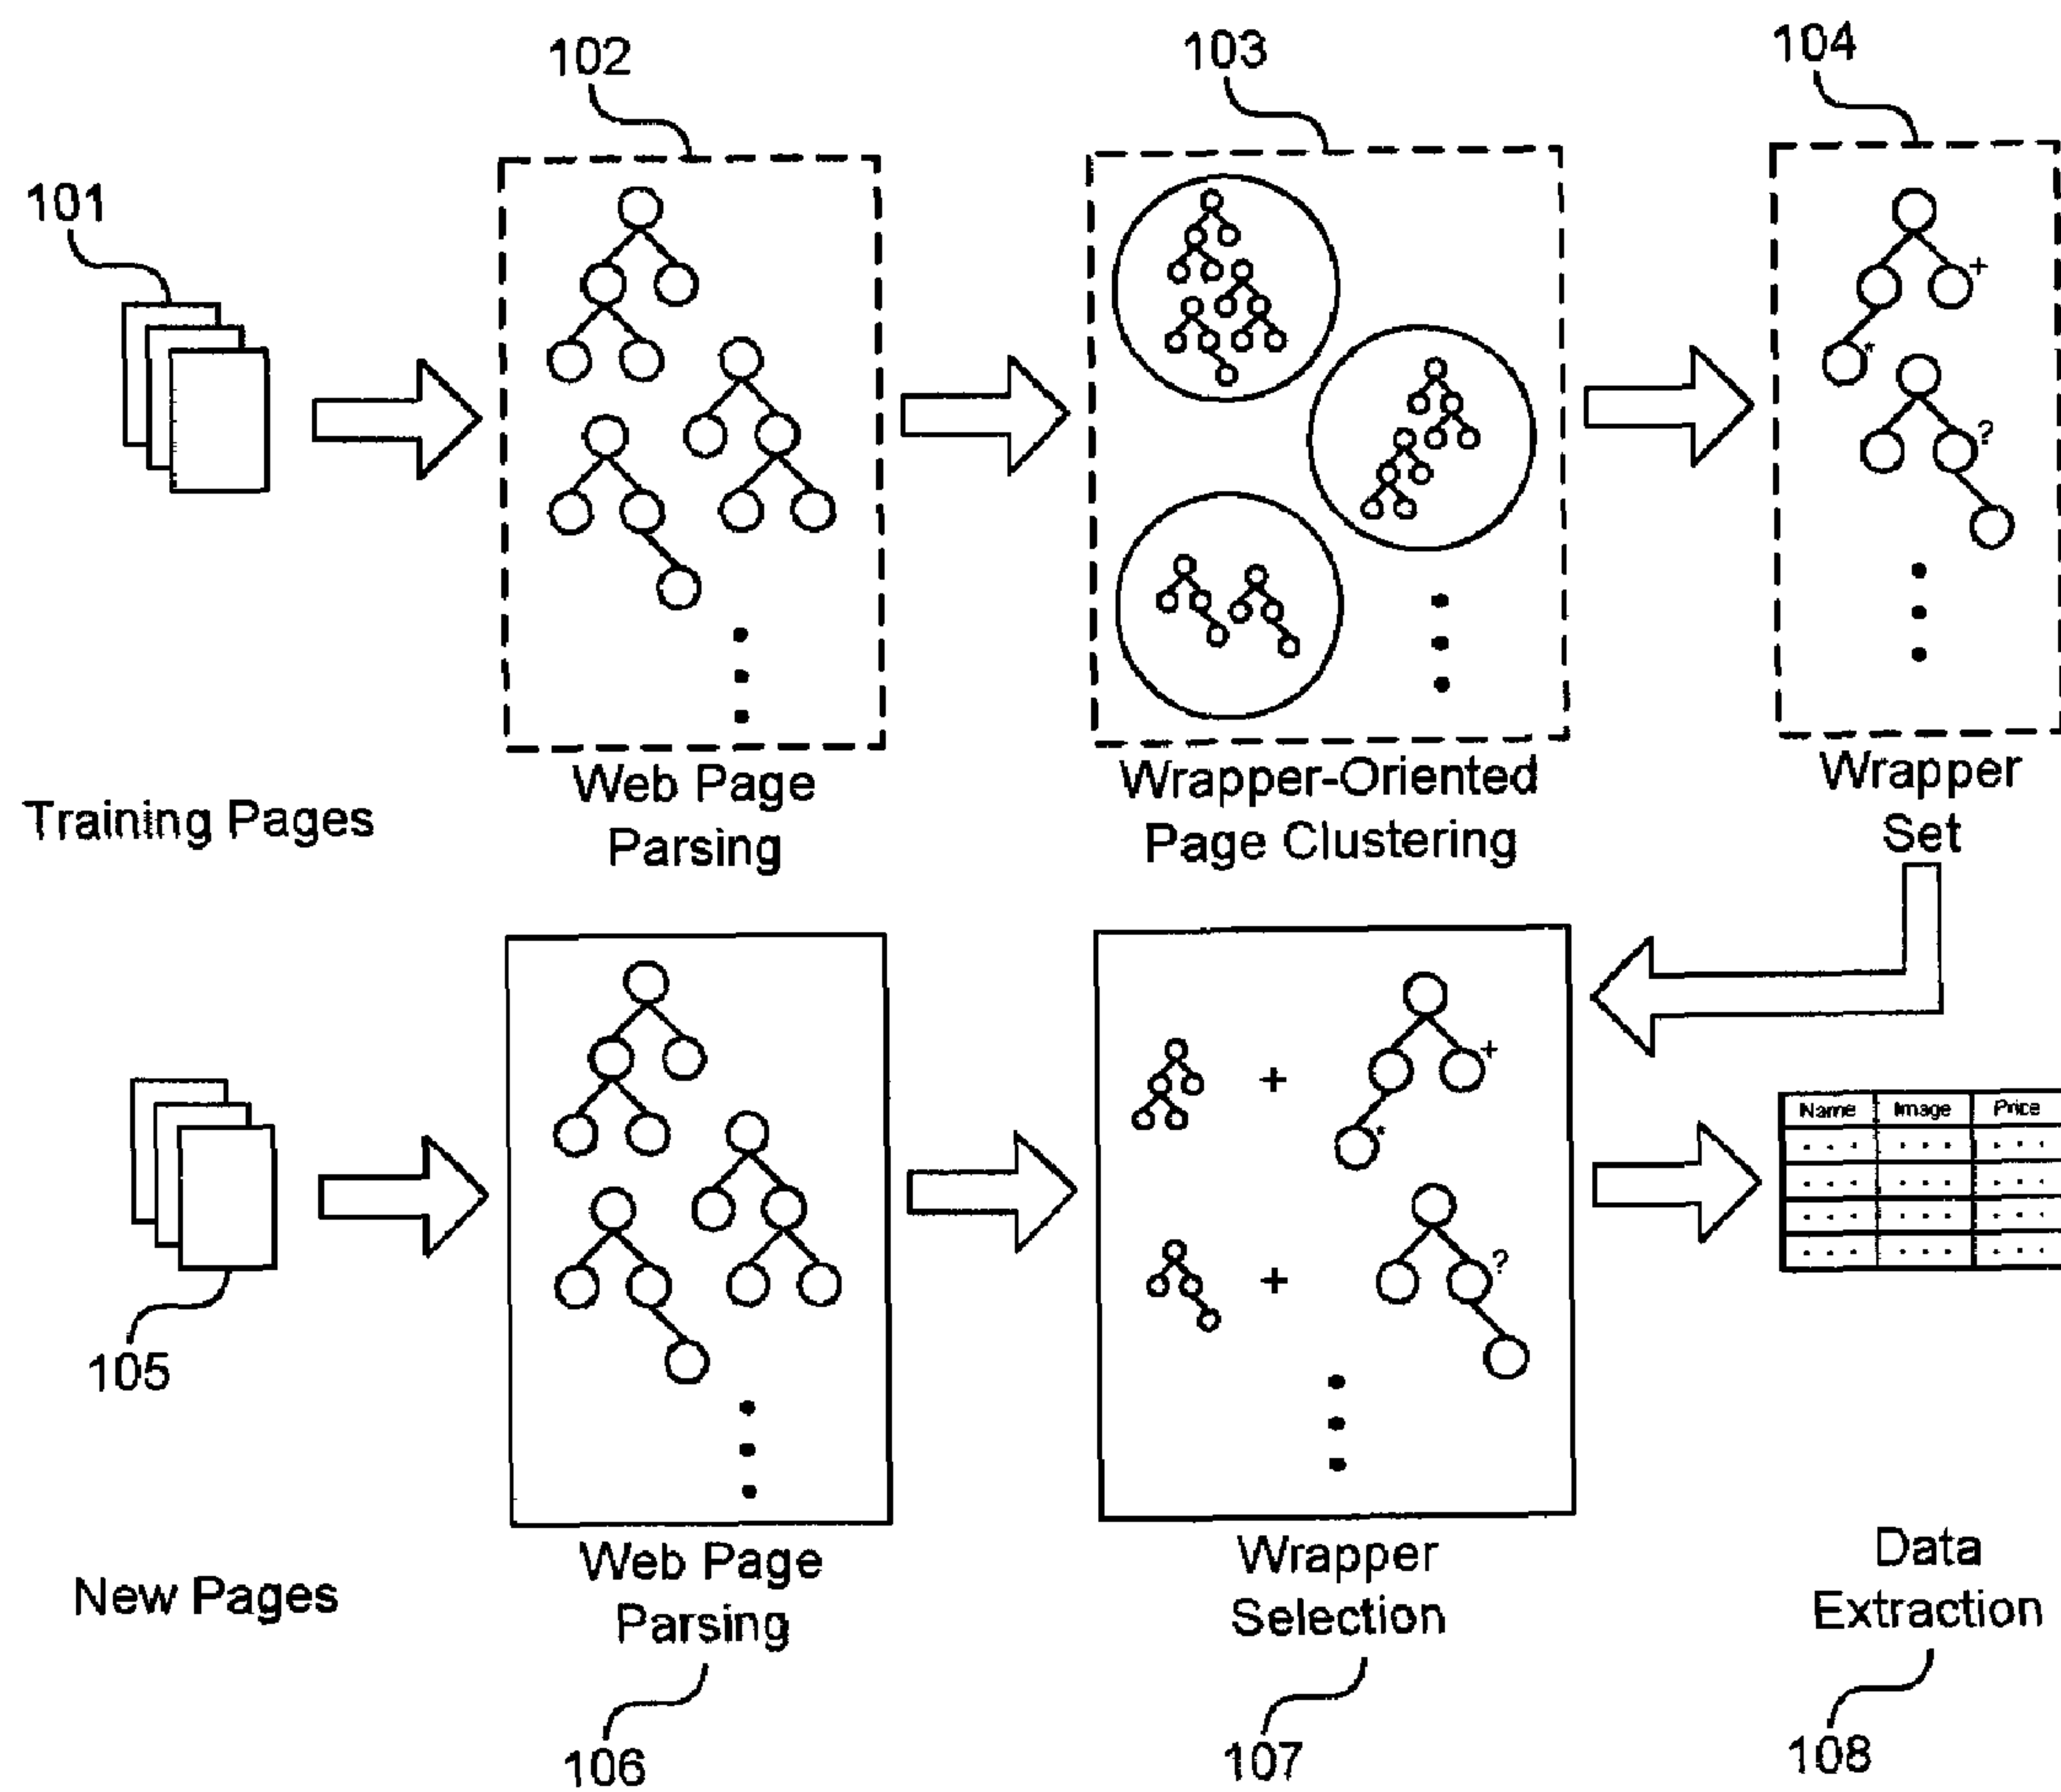 102
103
104
101
+
*
?
Web Page
Parsing
Wrapper-Oriented
Page Clustering
Wrapper
Set
Training Pages
+
+
*
+
?
Name Image Price
105
New Pages
Web Page
Parsing
Wrapper
Selection
Data
Extraction
106
107
108